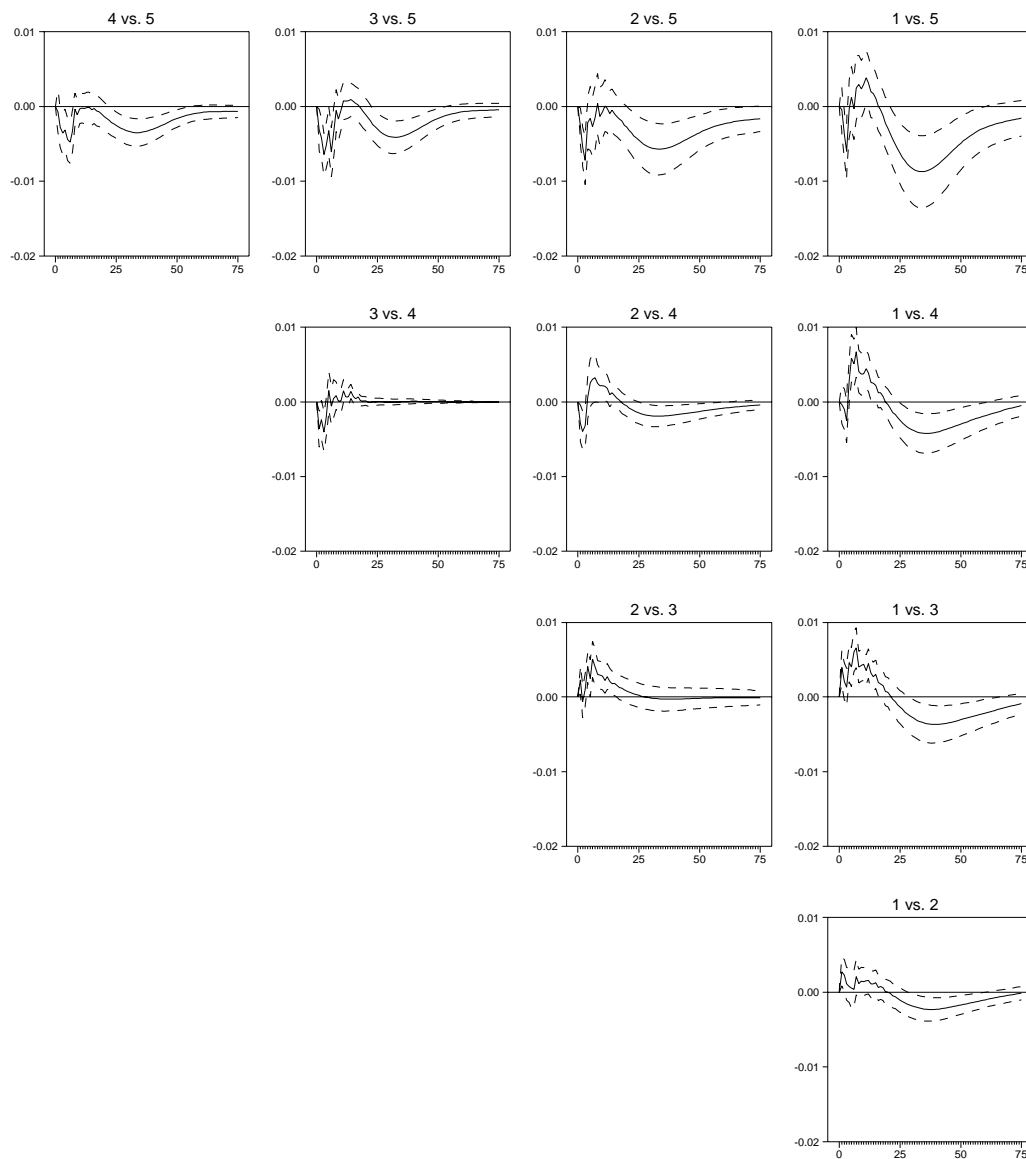 4 vs. 5
3 vs. 5
2 vs. 5
1 vs. 5
0.01 0.01 0.01 0.01
0.00 0.00 0.00 0.00
-0.01 -0.01 -0.01 -0.01
-0.02 -0.02 -0.02 -0.02
0 25 50 75 0 25 50 75 0 25 50 75 0 25 50 75
3 vs. 4
2 vs. 4
1 vs. 4
0.01 0.01 0.01
0.00 0.00 0.00
-0.01 -0.01 -0.01
-0.02 -0.02 -0.02
0 25 50 75 0 25 50 75 0 25 50 75
2 vs. 3
1 vs. 3
0.01 0.01
0.00 0.00
-0.01 -0.01
-0.02 -0.02
0 25 50 75 0 25 50 75
1 vs. 2
0.01
0.00
-0.01
-0.02
0 25 50 75